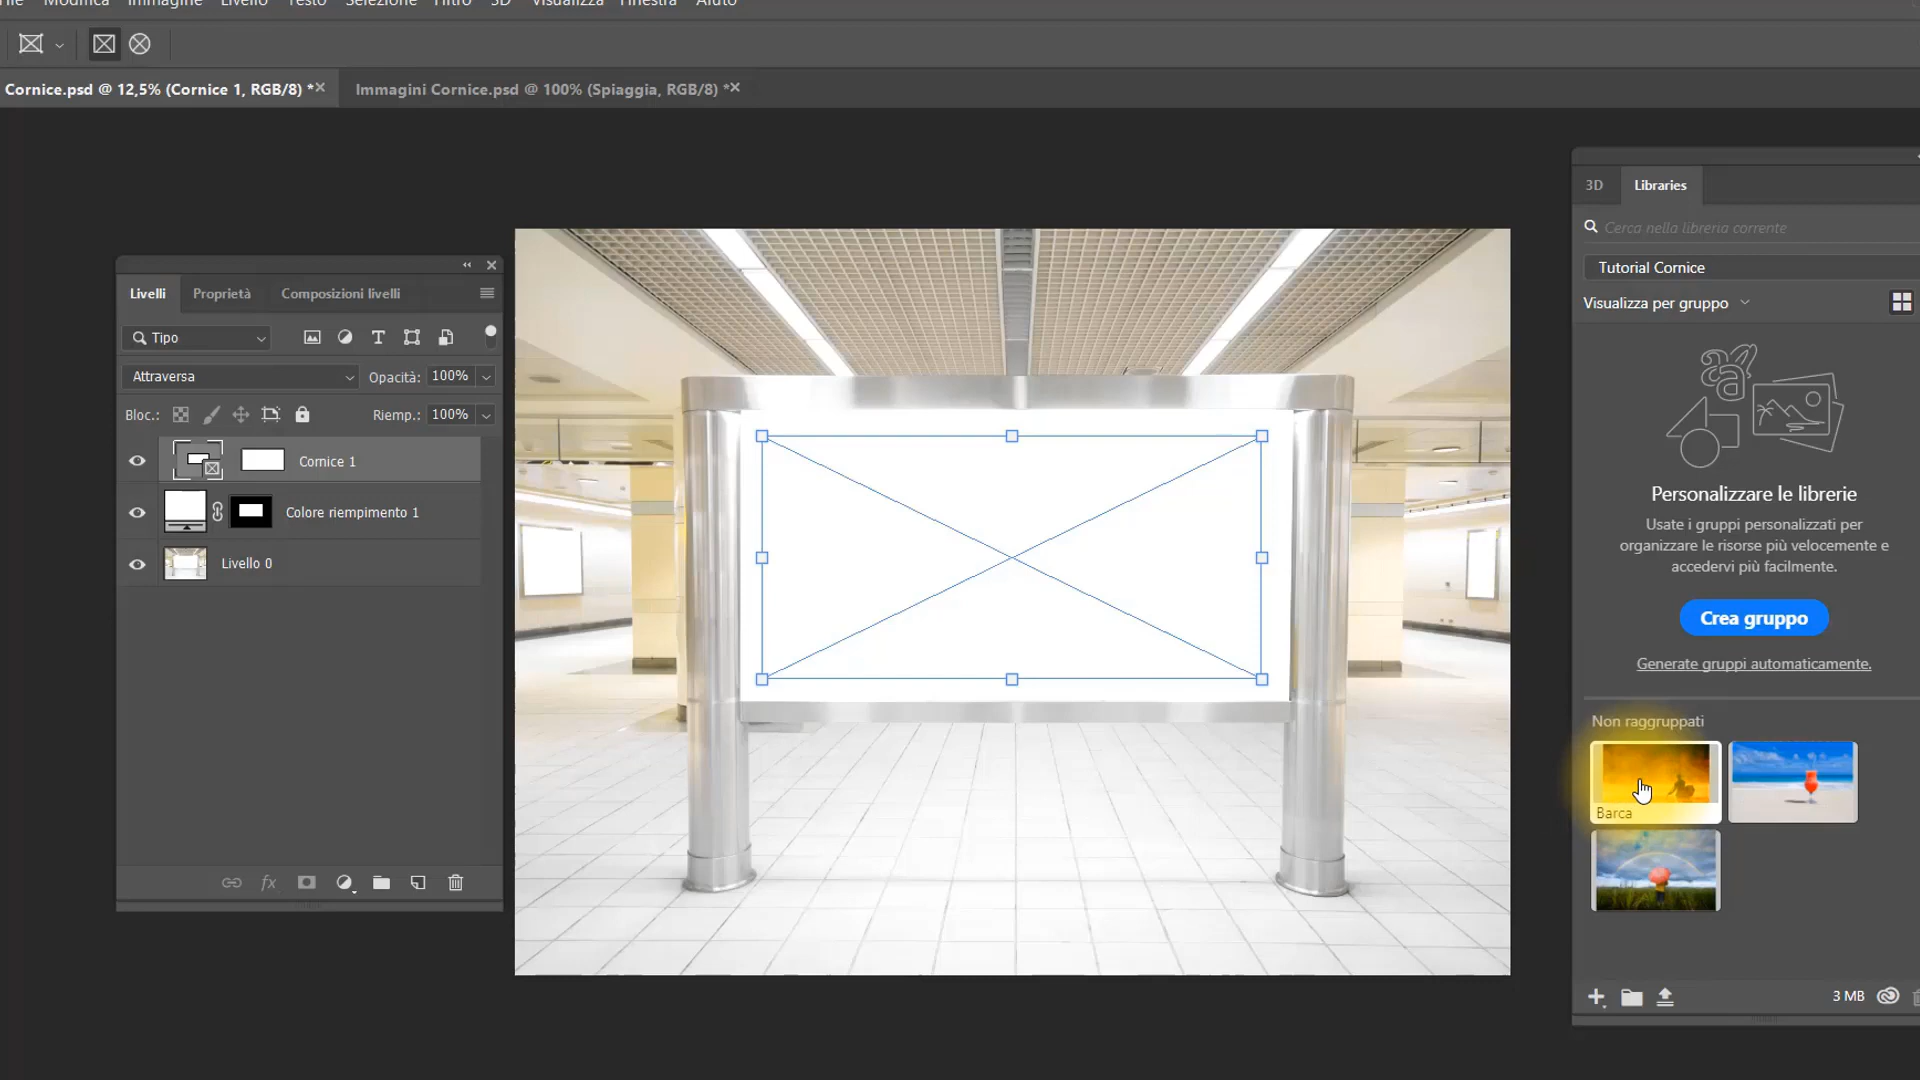 File Modifica Immagine Livello Testo Selezione Filtro 3D Visualizza Finestra Aiuto
Cornice.psd @ 12,5% (Cornice 1, RGB/8) *
Immagini Cornice.psd @ 100% (Spiaggia, RGB/8) *
Livelli
Proprietà
Composizioni livelli
Tipo
Attraversa
Opacità: 100%
Bloc.:
Riemp.: 100%
Cornice 1
Colore riempimento 1
Livello 0
3D
Libraries
Cerca nella libreria corrente
Tutorial Cornice
Visualizza per gruppo
Personalizzare le librerie
Usate i gruppi personalizzati per
organizzare le risorse più velocemente e
accedervi più facilmente.
Crea gruppo
Generate gruppi automaticamente.
Non raggruppati
Barca
3 MB